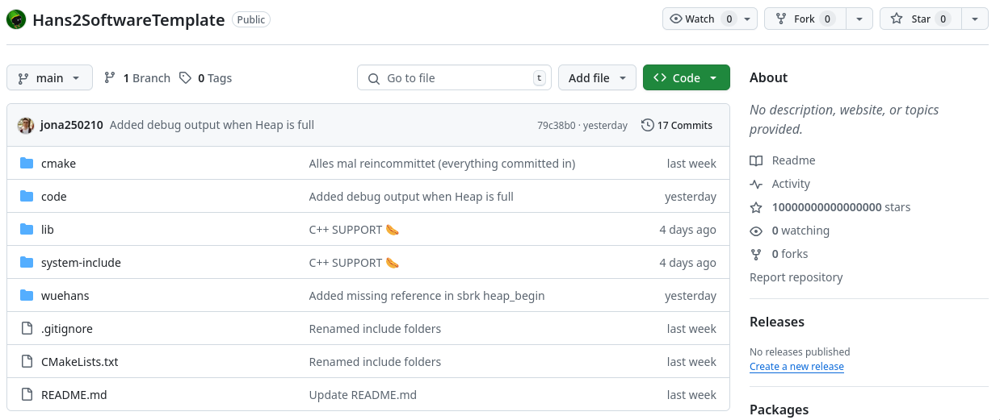 Hans2SoftwareTemplate Public
Watch 0 Fork 0 Star 0
main 1 Branch 0 Tags Go to file t Add file Code
jona250210 Added debug output when Heap is full 79c38b0 · yesterday 17 Commits
cmake Alles mal reincommittet (everything committed in) last week
code Added debug output when Heap is full yesterday
lib C++ SUPPORT 🌭 4 days ago
system-include C++ SUPPORT 🌭 4 days ago
wuehans Added missing reference in sbrk heap_begin yesterday
.gitignore Renamed include folders last week
CMakeLists.txt Renamed include folders last week
README.md Update README.md last week
About
No description, website, or topics
provided.
Readme
Activity
10000000000000000 stars
0 watching
0 forks
Report repository
Releases
No releases published
Create a new release
Packages